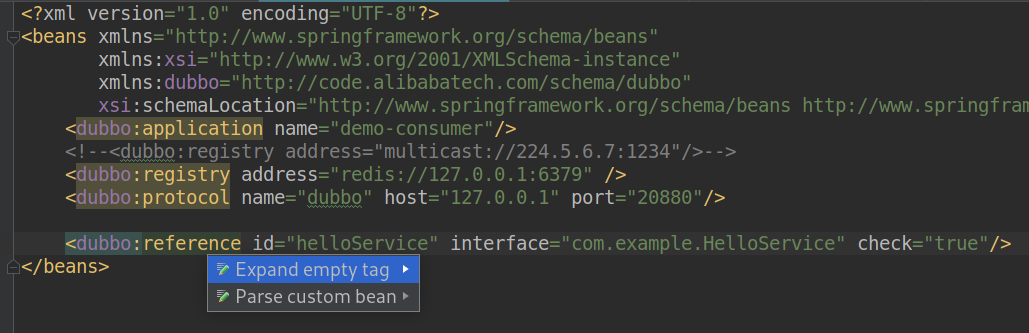 <?xml version="1.0" encoding="UTF-8"?>
<beans xmlns="http://www.springframework.org/schema/beans"
xmlns:xsi="http://www.w3.org/2001/XMLSchema-instance"
xmlns:dubbo="http://code.alibabatech.com/schema/dubbo"
xsi:schemaLocation="http://www.springframework.org/schema/beans http://www.springfram
<dubbo:application name="demo-consumer"/>
<!--<dubbo:registry address="multicast://224.5.6.7:1234"/>-->
<dubbo:registry address="redis://127.0.0.1:6379" />
<dubbo:protocol name="dubbo" host="127.0.0.1" port="20880"/>
<dubbo:reference id="helloService" interface="com.example.HelloService" check="true"/>
</beans>
Expand empty tag
Parse custom bean